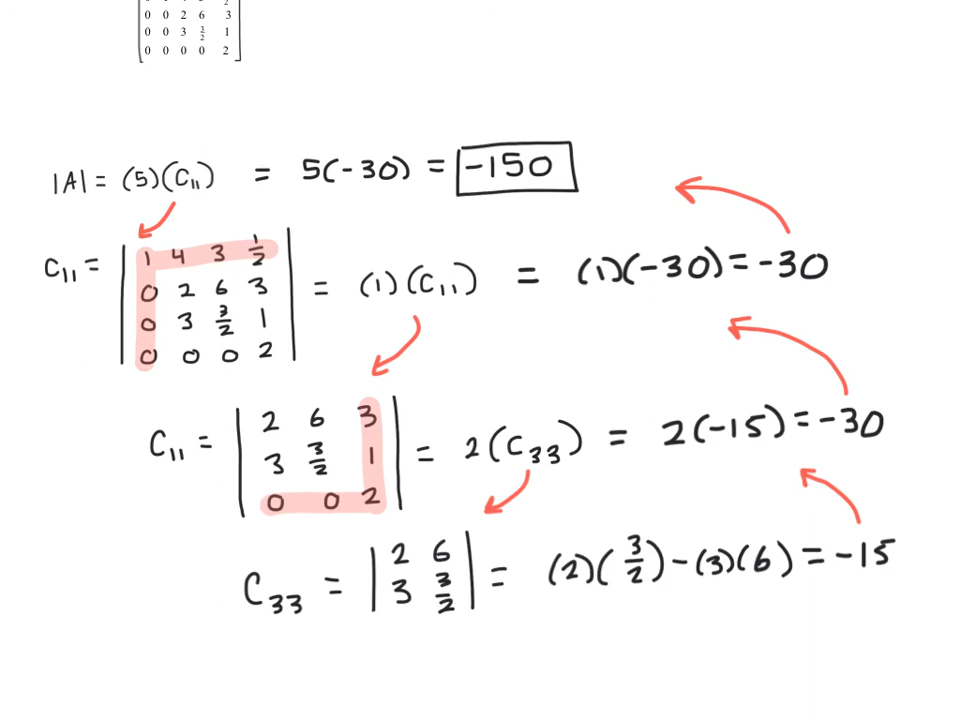 0 0 2 6 3
0 0 3 3/2 1
0 0 0 0 2
|A| = (5)(C₁₁) = 5(-30) = -150
C₁₁ = | 1 4 3 1/2 | = (1)(C₁₁) = (1)(-30) = -30
0 2 6 3
0 3 3/2 1
0 0 0 2
C₁₁ = | 2 6 3 | = 2(C₃₃) = 2(-15) = -30
3 3/2 1
0 0 2
C₃₃ = | 2 6 | = (2)(3/2) - (3)(6) = -15
3 3/2